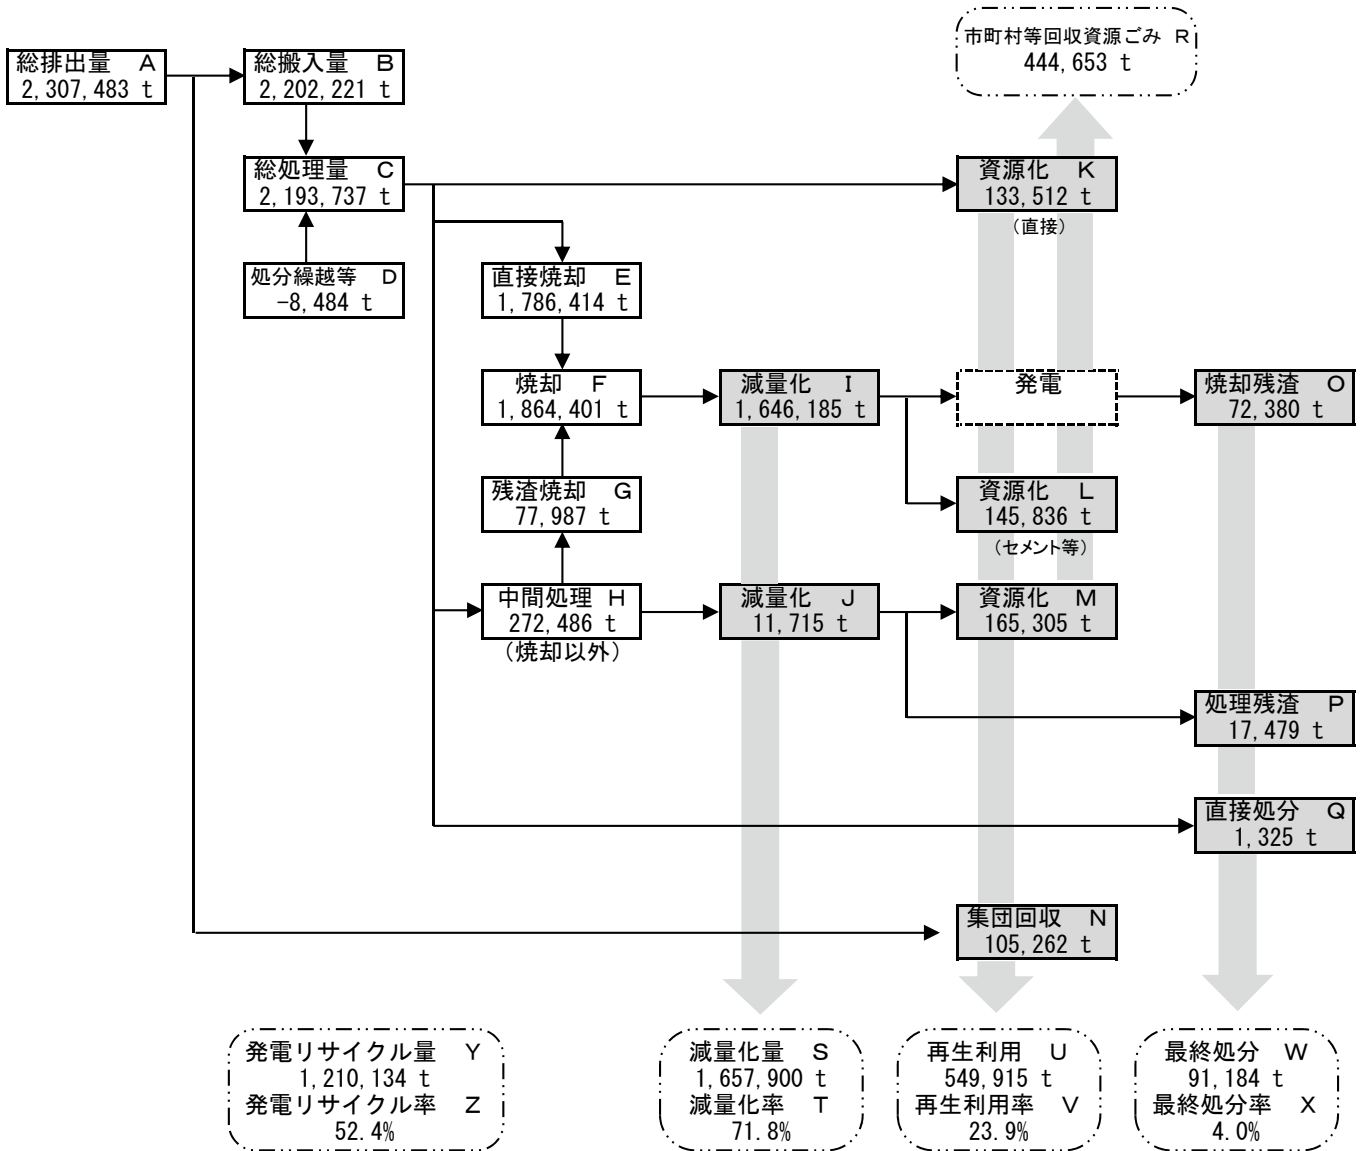 市町村等回収資源ごみ R
444,653 t
総排出量 A
2,307,483 t
総搬入量 B
2,202,221 t
総処理量 C
2,193,737 t
資源化 K
133,512 t
(直接)
処分繰越等 D
-8,484 t
直接焼却 E
1,786,414 t
焼却 F
1,864,401 t
減量化 I
1,646,185 t
発電
焼却残渣 O
72,380 t
残渣焼却 G
77,987 t
資源化 L
145,836 t
(セメント等)
中間処理 H
272,486 t
(焼却以外)
減量化 J
11,715 t
資源化 M
165,305 t
処理残渣 P
17,479 t
直接処分 Q
1,325 t
集団回収 N
105,262 t
発電リサイクル量 Y
1,210,134 t
発電リサイクル率 Z
52.4%
減量化量 S
1,657,900 t
減量化率 T
71.8%
再生利用 U
549,915 t
再生利用率 V
23.9%
最終処分 W
91,184 t
最終処分率 X
4.0%